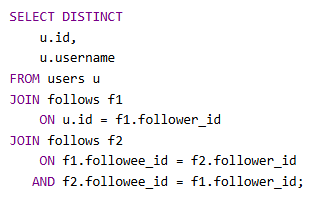 SELECT DISTINCT
    u.id,
    u.username
FROM users u
JOIN follows f1
    ON u.id = f1.follower_id
JOIN follows f2
    ON f1.followee_id = f2.follower_id
   AND f2.followee_id = f1.follower_id;